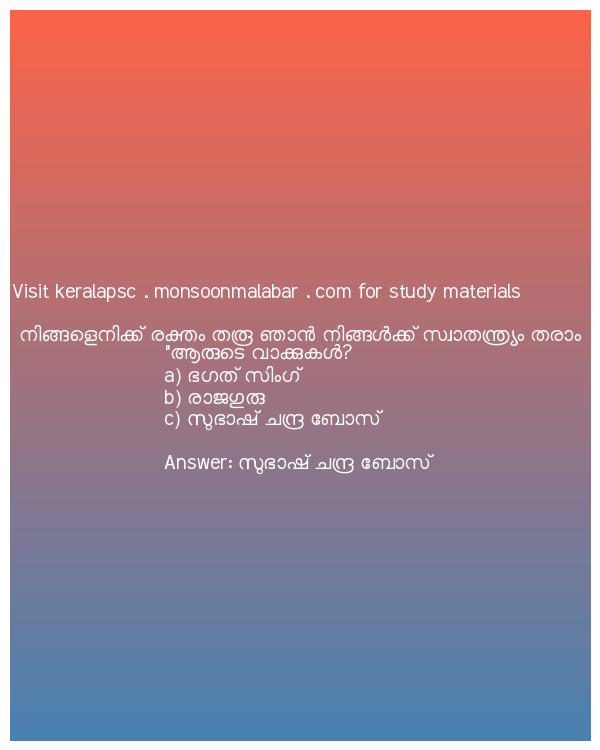 Visit keralapsc . monsoonmalabar . com for study materials
നിങ്ങളെനിക്ക് രക്തം തരൂ ഞാൻ നിങ്ങൾക്ക് സ്വാതന്ത്ര്യം തരാം
"ആരുടെ വാക്കുകൾ?
a) ഭഗത് സിംഗ്
b) രാജഗുരു
c) സുഭാഷ് ചന്ദ്ര ബോസ്
Answer: സുഭാഷ് ചന്ദ്ര ബോസ്